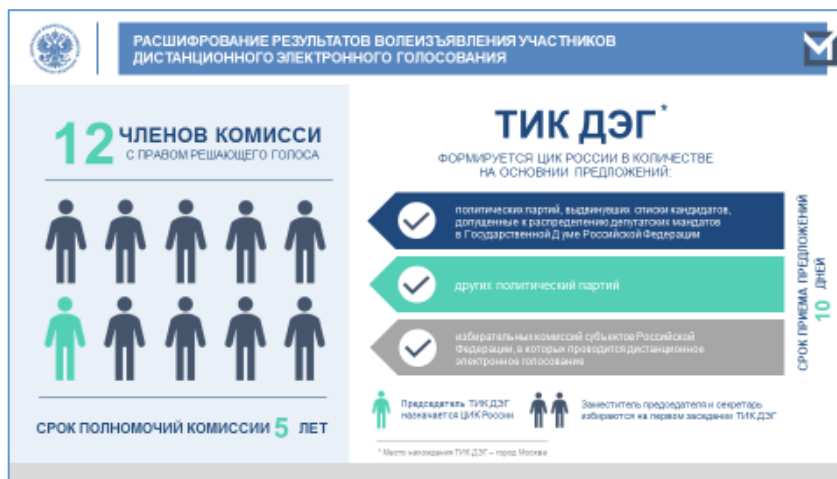 РАСШИФРОВАНИЕ РЕЗУЛЬТАТОВ ВОЛЕИЗЪЯВЛЕНИЯ УЧАСТНИКОВ
ДИСТАНЦИОННОГО ЭЛЕКТРОННОГО ГОЛОСОВАНИЯ
12 ЧЛЕНОВ КОМИССИ
С ПРАВОМ РЕШАЮЩЕГО ГОЛОСА
СРОК ПОЛНОМОЧИЙ КОМИССИИ 5 ЛЕТ
ТИК ДЭГ*
ФОРМИРУЕТСЯ ЦИК РОССИИ В КОЛИЧЕСТВЕ
НА ОСНОВНИИ ПРЕДЛОЖЕНИЙ:
политических партий, выдвинувших списки кандидатов,
допущенные к распределению депутатских мандатов
в Государственной Думе Российской Федерации
других политический партий
избирательных комиссий субъектов Российской
Федерации, в которых проводится дистанционное
электронное голосование
СРОК ПРИЕМА ПРЕДЛОЖЕНИЙ
10 ДНЕЙ
Председатель ТИК ДЭГ
назначается ЦИК России
Заместитель председателя и секретарь
избираются на первом заседании ТИК ДЭГ
* Место нахождения ТИК ДЭГ – город Москва